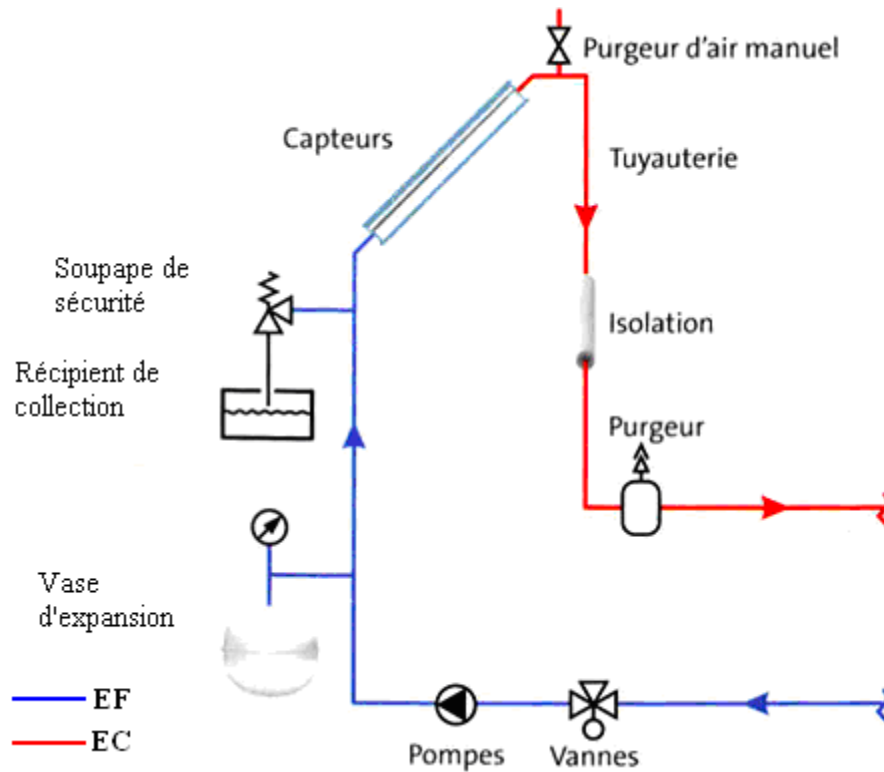 Purgeur d'air manuel
Capteurs
Tuyauterie
Soupape de
sécurité
Isolation
Récipient de
collection
Purgeur
Vase
d'expansion
EF
EC
Pompes
Vannes